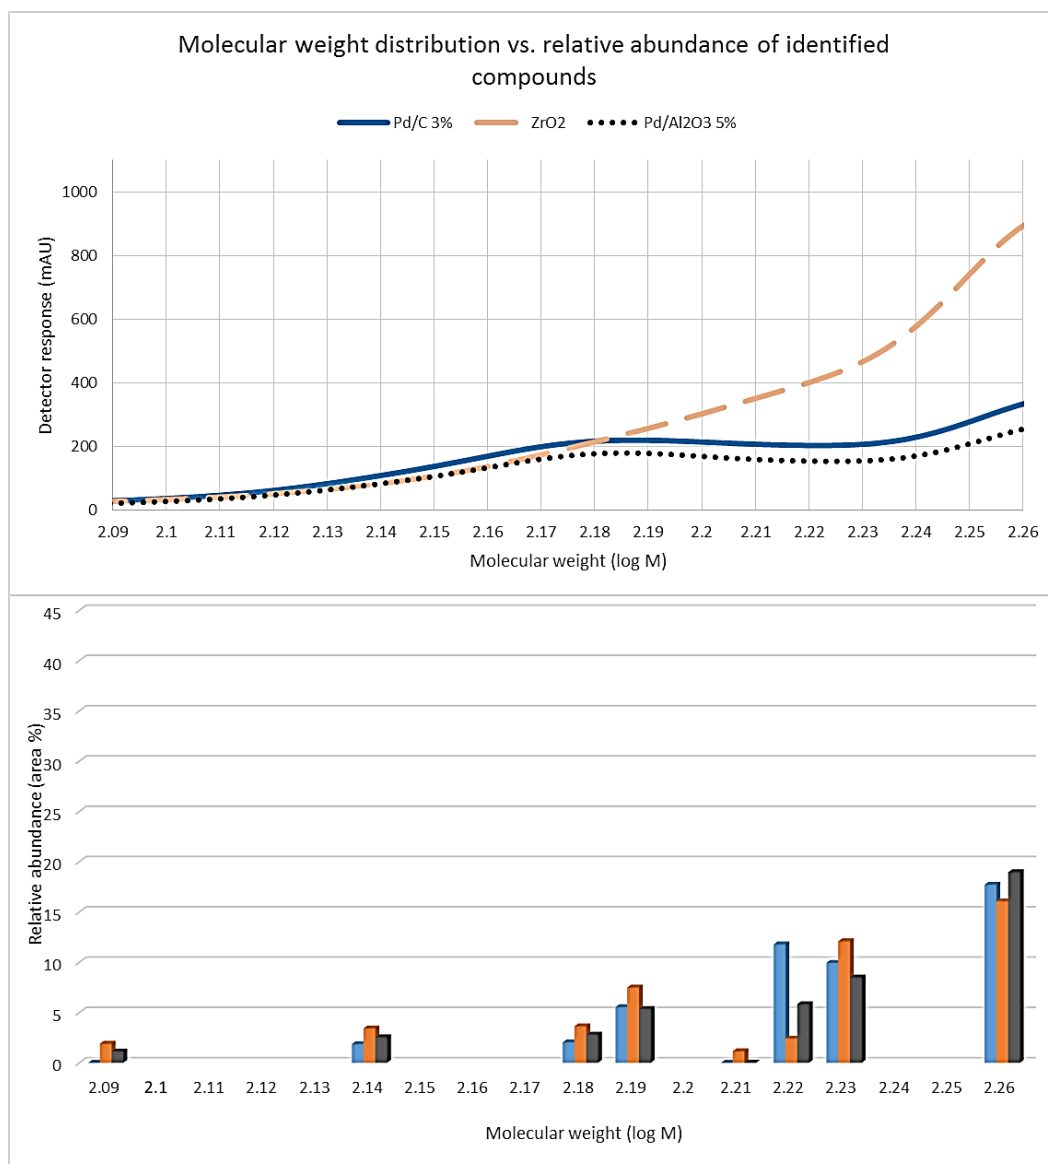 Molecular weight distribution vs. relative abundance of identified
compounds
Pd/C 3% ZrO2 Pd/Al2O3 5%
1000
800
600
400
200
0
Detector response (mAU)
2.09 2.1 2.11 2.12 2.13 2.14 2.15 2.16 2.17 2.18 2.19 2.2 2.21 2.22 2.23 2.24 2.25 2.26
Molecular weight (log M)
45
40
35
30
25
20
15
10
5
0
Relative abundance (area %)
2.09 2.1 2.11 2.12 2.13 2.14 2.15 2.16 2.17 2.18 2.19 2.2 2.21 2.22 2.23 2.24 2.25 2.26
Molecular weight (log M)